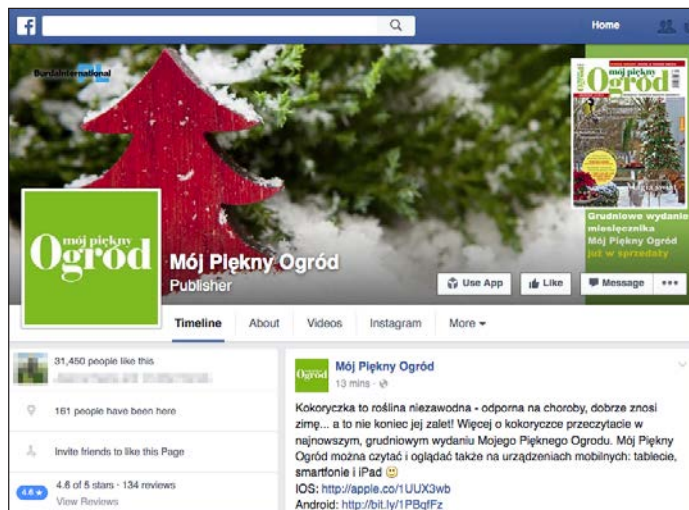 Home
BurdaInternational PL
mój piękny
Ogród
Grudniowe wydanie
miesięcznika
Mój Piękny Ogród
już w sprzedaży
mój piękny
Ogród
Mój Piękny Ogród
Publisher
Use App
Like
Message
Timeline
About
Videos
Instagram
More
31,450 people like this
161 people have been here
Invite friends to like this Page
4.6 ★
4.6 of 5 stars · 134 reviews
View Reviews
Ogród
Mój Piękny Ogród
13 mins ·
Kokoryczka to roślina niezawodna - odporna na choroby, dobrze znosi
zimę... a to nie koniec jej zalet! Więcej o kokoryczce przeczytacie w
najnowszym, grudniowym wydaniu Mojego Pięknego Ogrodu. Mój Piękny
Ogród można czytać i oglądać także na urządzeniach mobilnych: tablecie,
smartfonie i iPad
IOS: http://apple.co/1UUX3wb
Android: http://bit.ly/1PBqfFz